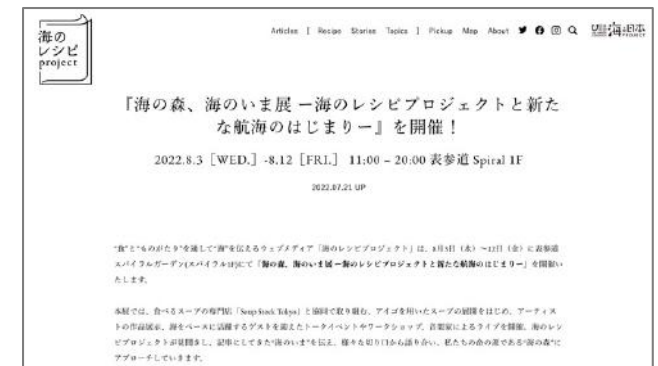 海の
レシピ
project
Articles [ Recipe Stories Topics ] Pickup Map About
海と日本
PROJECT
『海の森、海のいま展 ー海のレシピプロジェクトと新た
な航海のはじまりー』を開催！
2022.8.3［WED.］-8.12［FRI.］ 11:00 – 20:00 表参道 Spiral 1F
2022.07.21 UP
“食”と“ものがたり”を通して“海”を伝えるウェブメディア「海のレシピプロジェクト」は、8月3日（水）〜12日（金）に表参道
スパイラルガーデン(スパイラル1F)にて「海の森、海のいま展ー海のレシピプロジェクトと新たな航海のはじまりー」を開催い
たします。
本展では、食べるスープの専門店「Soup Stock Tokyo」と協同で取り組む、アイゴを用いたスープの展開をはじめ、アーティス
トの作品展示、海をベースに活躍するゲストを迎えたトークイベントやワークショップ、音楽家によるライブを開催。海のレシ
ピプロジェクトが見聞きし、記事にしてきた“海のいま”を伝え、様々な切り口から語り合い、私たちの命の源である“海の森”に
アプローチしていきます。